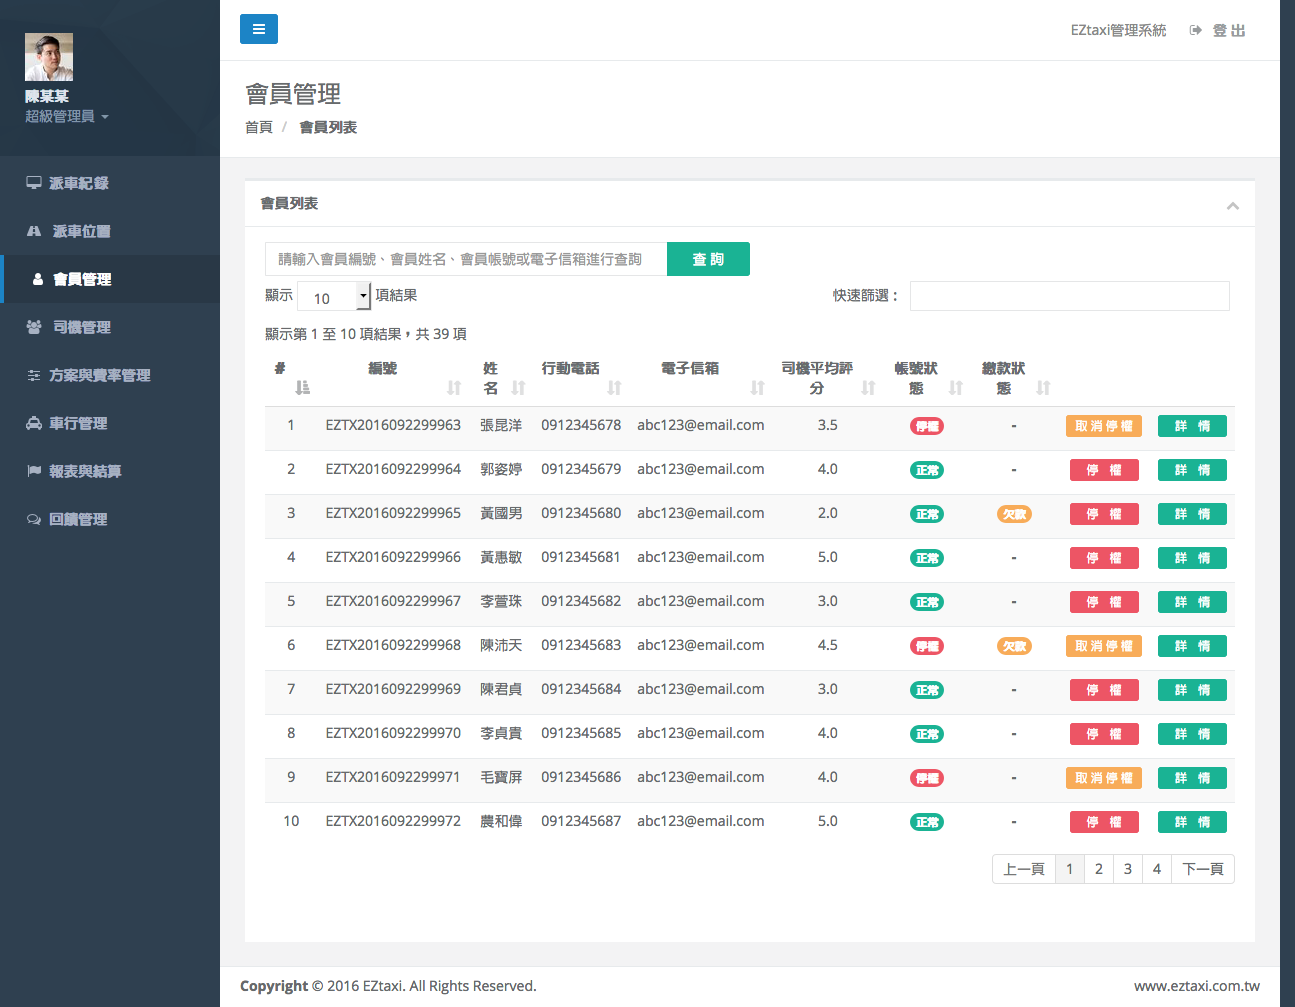 陳某某
超級管理員
派車紀錄
派車位置
會員管理
司機管理
方案與費率管理
車行管理
報表與結算
回饋管理
EZtaxi管理系統 登 出
會員管理
首頁 / 會員列表
會員列表
請輸入會員編號、會員姓名、會員帳號或電子信箱進行查詢 查 詢
顯示 10 項結果 快速篩選：
顯示第 1 至 10 項結果，共 39 項
# 編號 姓名 行動電話 電子信箱 司機平均評分 帳號狀態 繳款狀態
1 EZTX2016092299963 張昆洋 0912345678 abc123@email.com 3.5 停權 - 取消停權 詳 情
2 EZTX2016092299964 郭姿婷 0912345679 abc123@email.com 4.0 正常 - 停 權 詳 情
3 EZTX2016092299965 黃國男 0912345680 abc123@email.com 2.0 正常 欠款 停 權 詳 情
4 EZTX2016092299966 黃惠敏 0912345681 abc123@email.com 5.0 正常 - 停 權 詳 情
5 EZTX2016092299967 李萱珠 0912345682 abc123@email.com 3.0 正常 - 停 權 詳 情
6 EZTX2016092299968 陳沛天 0912345683 abc123@email.com 4.5 停權 欠款 取消停權 詳 情
7 EZTX2016092299969 陳君貞 0912345684 abc123@email.com 3.0 正常 - 停 權 詳 情
8 EZTX2016092299970 李貞貴 0912345685 abc123@email.com 4.0 正常 - 停 權 詳 情
9 EZTX2016092299971 毛寶屏 0912345686 abc123@email.com 4.0 停權 - 取消停權 詳 情
10 EZTX2016092299972 農和偉 0912345687 abc123@email.com 5.0 正常 - 停 權 詳 情
上一頁 1 2 3 4 下一頁
Copyright © 2016 EZtaxi. All Rights Reserved. www.eztaxi.com.tw